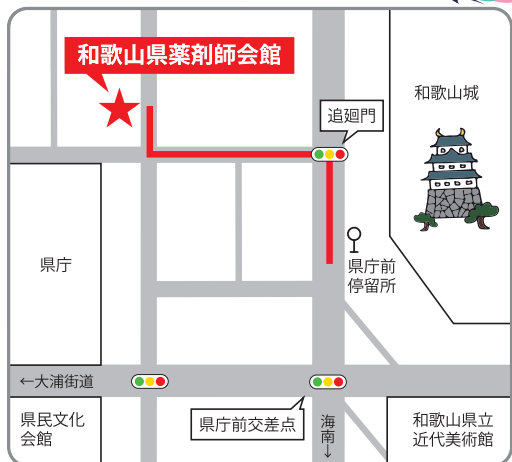 和歌山県薬剤師会館
和歌山城
追廻門
県庁
県庁前
停留所
←大浦街道
県民文化
会館
県庁前交差点
海南→
和歌山県立
近代美術館